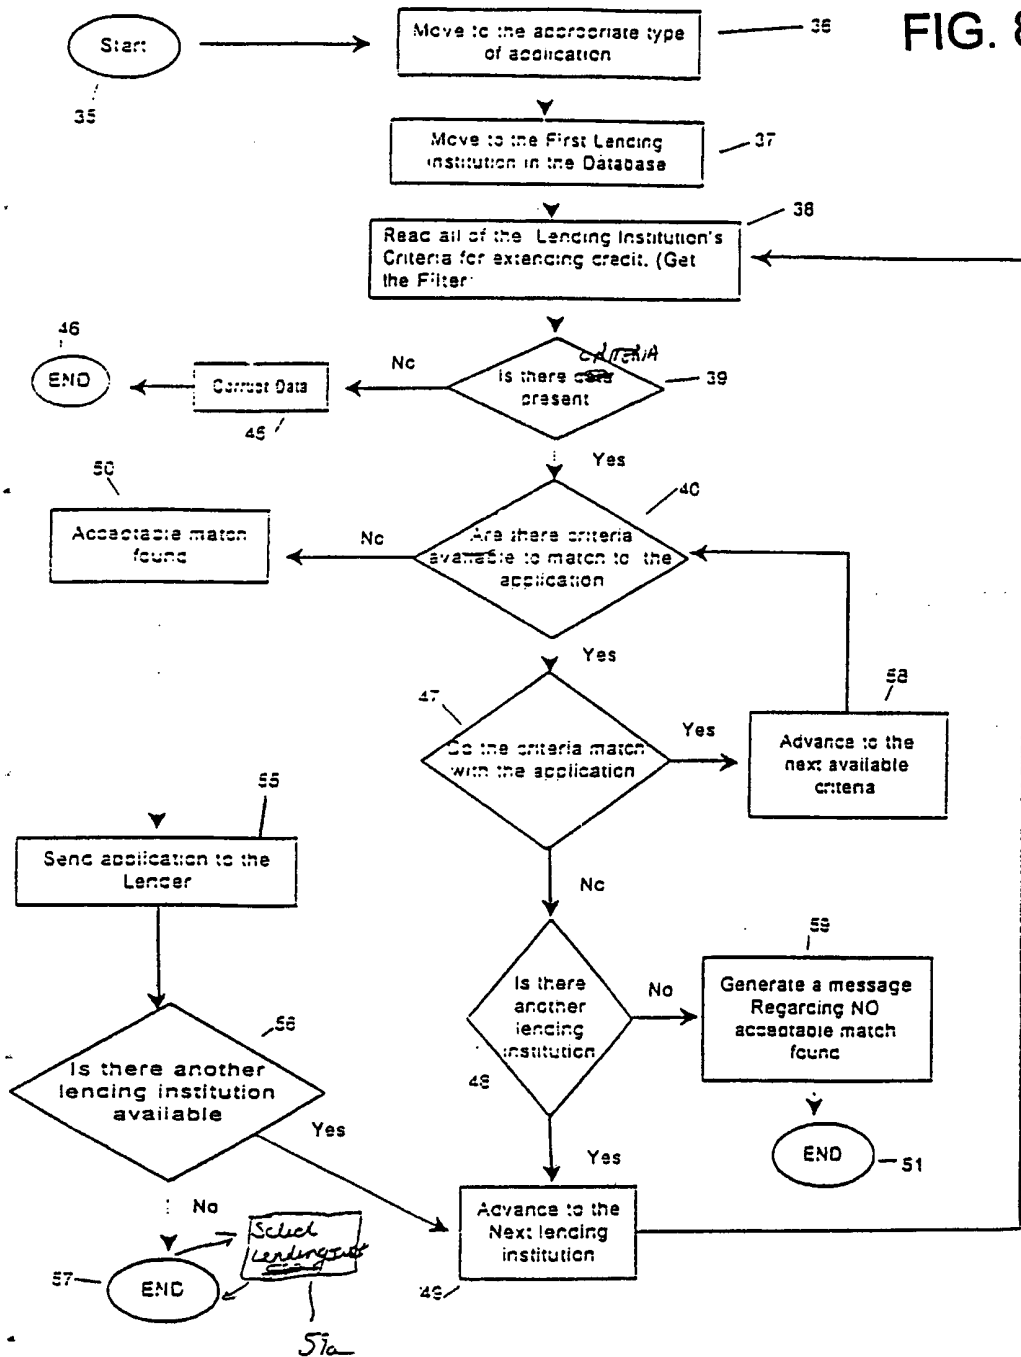 FIG. 8
Start
35
Move to the appropriate type
of application
36
Move to the First Lending
institution in the Database
37
38
Read all of the Lending Institution's
Criteria for extending credit. (Get
the Filter
46
END
Corrupt Data
45
No
CRITERIA
Is there data
present
39
Yes
50
Acceptable match
found
No
40
Are there criteria
available to match to the
application
Yes
47
Do the criteria match
with the application
Yes
58
Advance to the
next available
criteria
55
Send application to the
Lender
No
59
Is there
another
lending
institution
48
No
Generate a message
Regarding NO
acceptable match
found
56
Is there another
lending institution
available
Yes
Yes
END
51
No
Select
Lending
57
END
57a
Advance to the
Next lending
institution
49